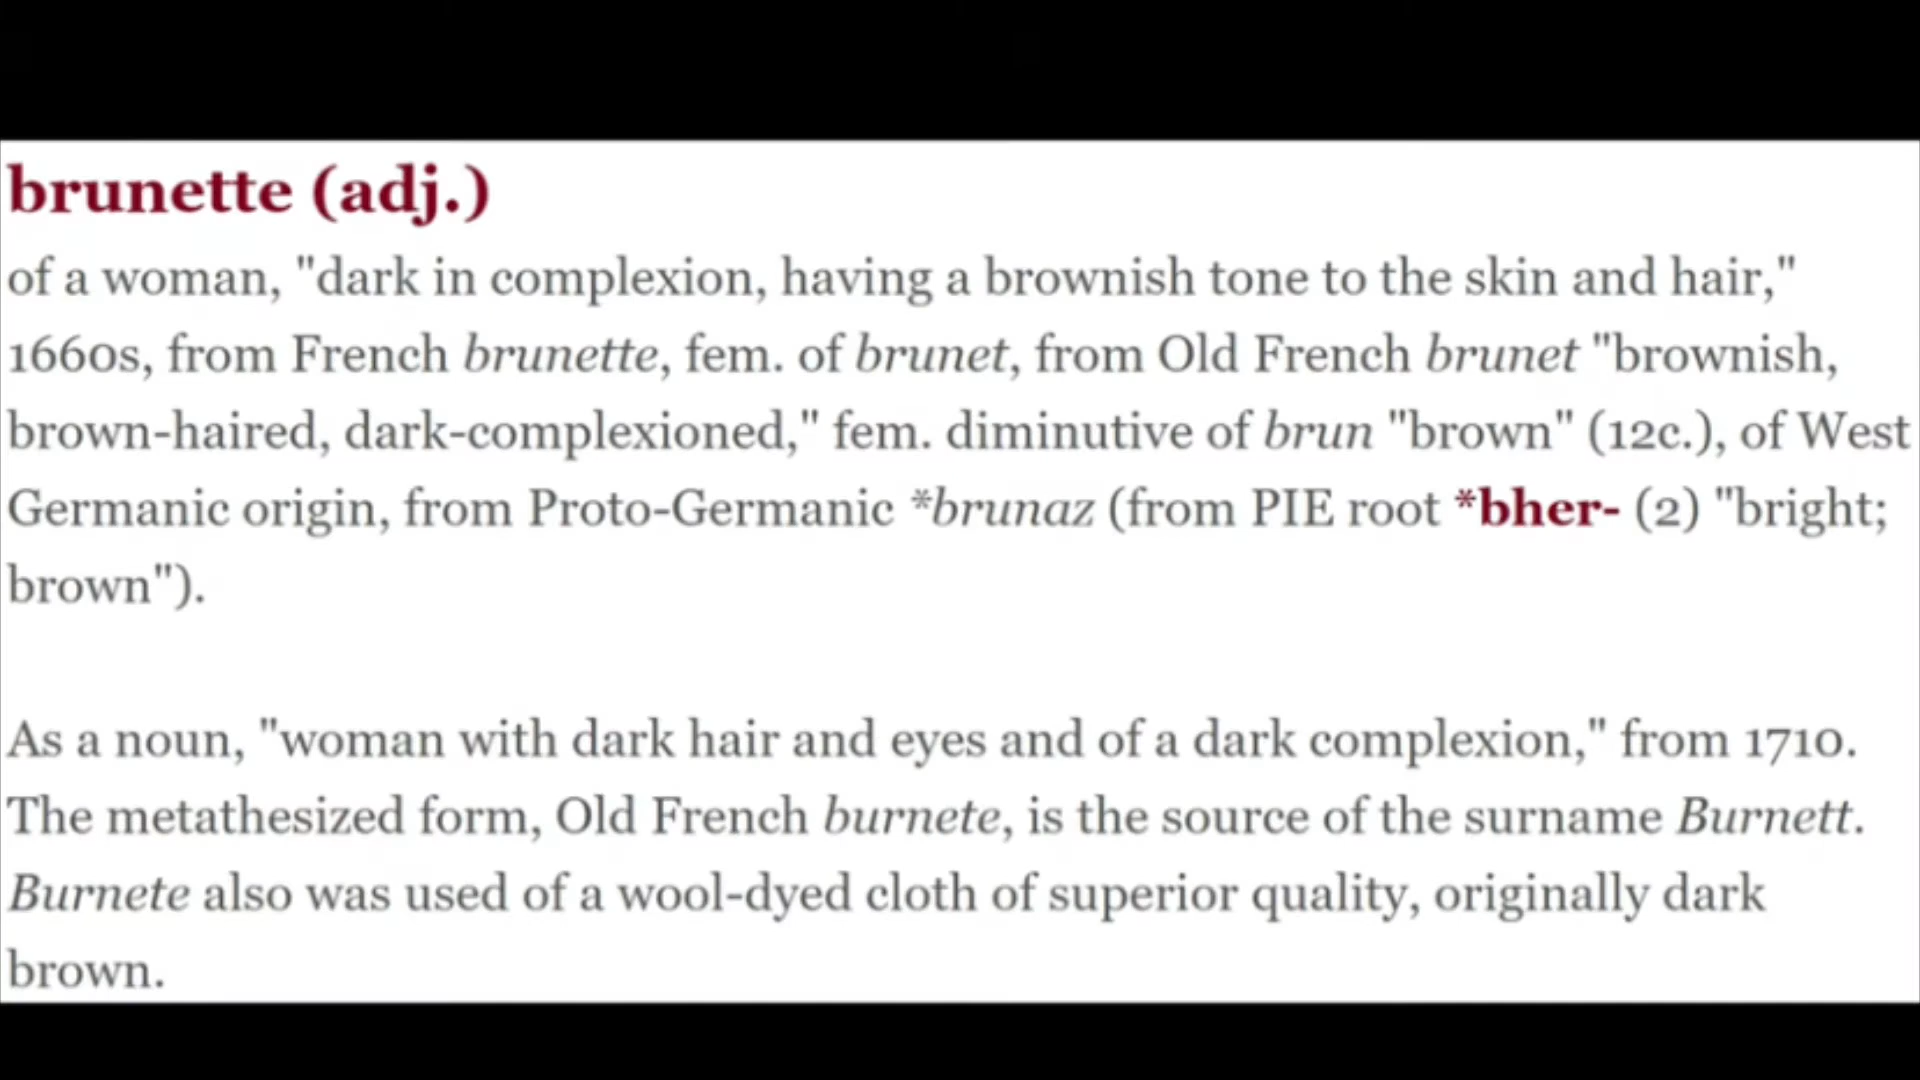 brunette (adj.)
of a woman, "dark in complexion, having a brownish tone to the skin and hair,"
1660s, from French brunette, fem. of brunet, from Old French brunet "brownish,
brown-haired, dark-complexioned," fem. diminutive of brun "brown" (12c.), of West
Germanic origin, from Proto-Germanic *brunaz (from PIE root *bher- (2) "bright;
brown").
As a noun, "woman with dark hair and eyes and of a dark complexion," from 1710.
The metathesized form, Old French burnete, is the source of the surname Burnett.
Burnete also was used of a wool-dyed cloth of superior quality, originally dark
brown.